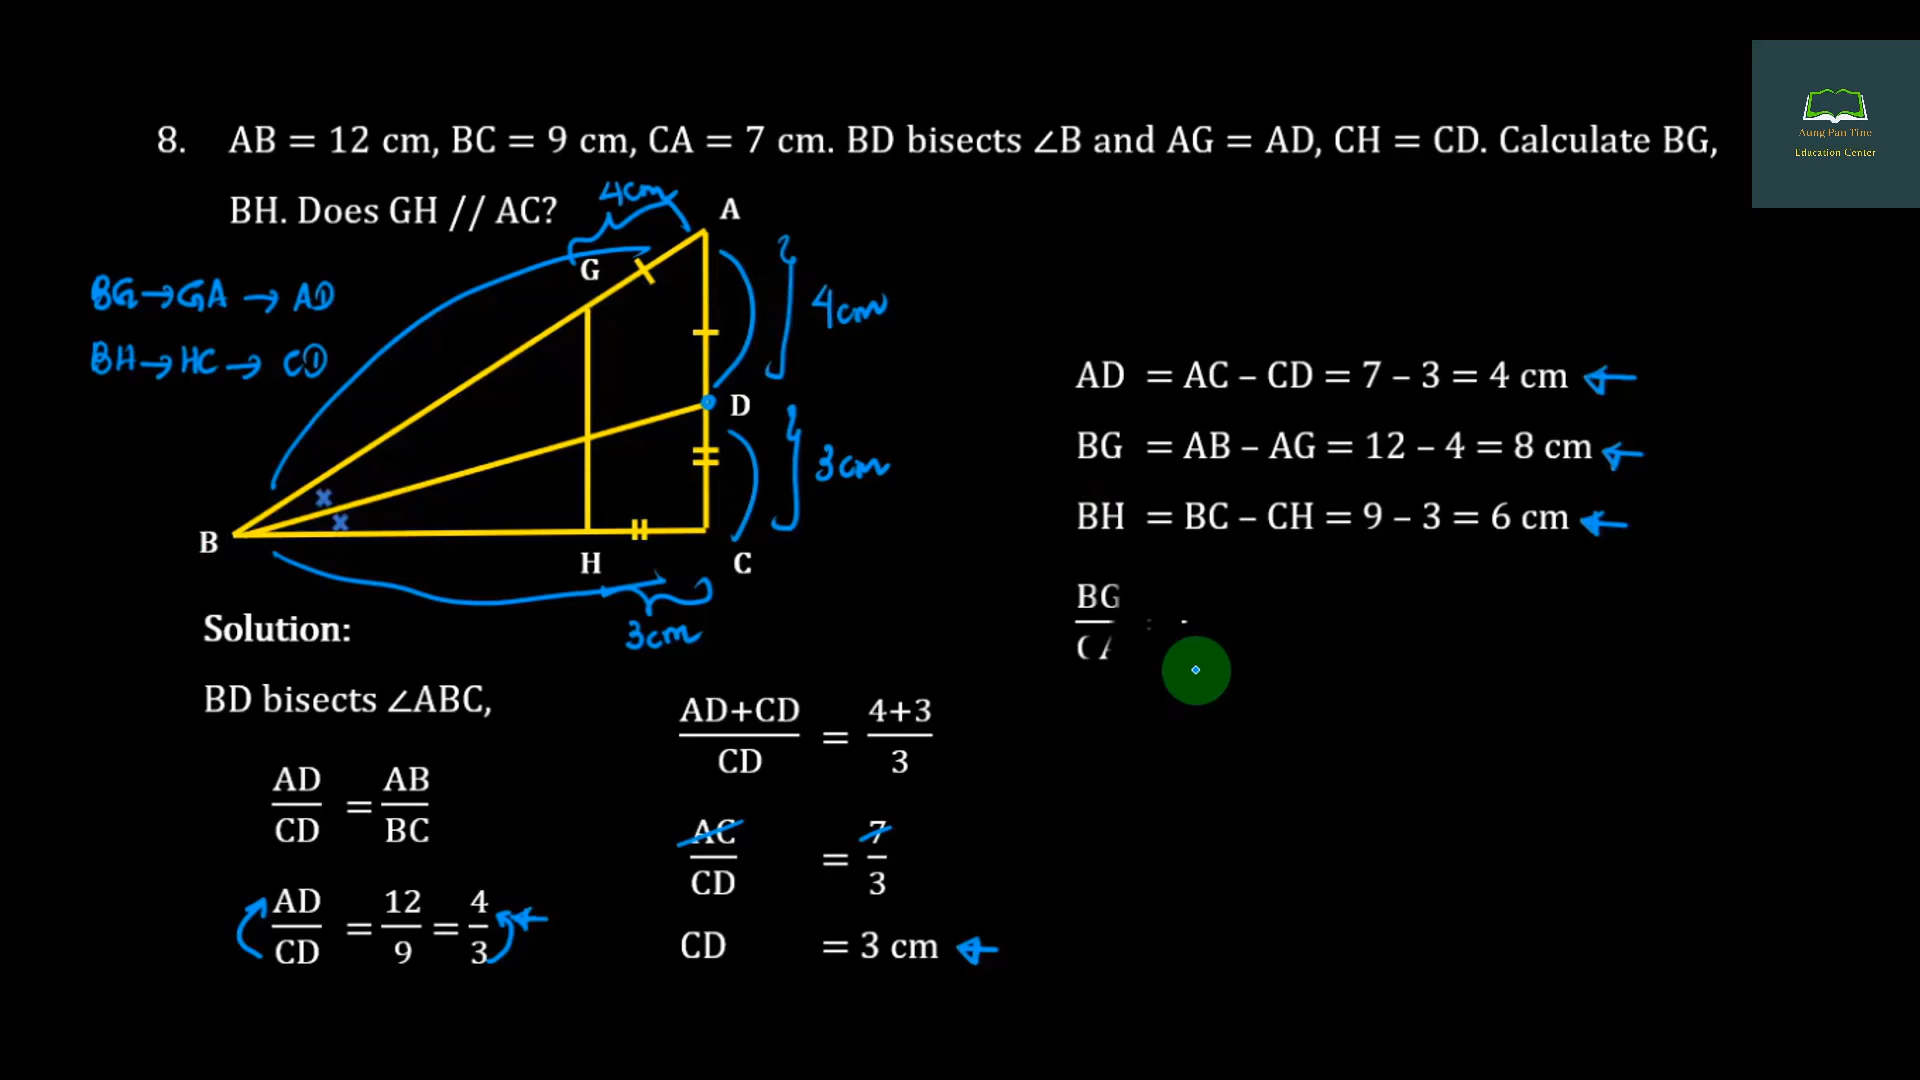 Aung Pan Tine
Education Center
8. AB = 12 cm, BC = 9 cm, CA = 7 cm. BD bisects ∠B and AG = AD, CH = CD. Calculate BG,
BH. Does GH // AC?
4cm
A
G
BG → GA → AD
BH → HC → CD
4cm
D
3cm
x
x
B
H
C
3cm
Solution:
BD bisects ∠ABC,
AD/CD = AB/BC
AD/CD = 12/9 = 4/3
AD+CD/CD = 4+3/3
AC/CD = 7/3
CD = 3 cm
AD = AC – CD = 7 – 3 = 4 cm
BG = AB – AG = 12 – 4 = 8 cm
BH = BC – CH = 9 – 3 = 6 cm
BG